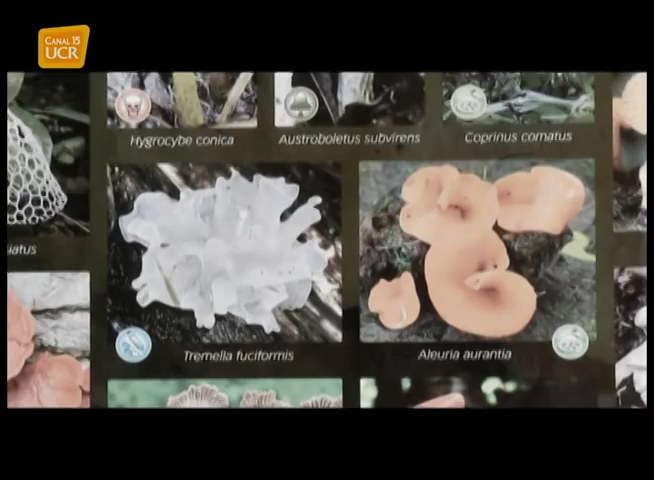 CANAL 15
UCR
Hygrocybe conica
Austroboletus subvirens
Coprinus comatus
iatus
Tremella fuciformis
Aleuria aurantia